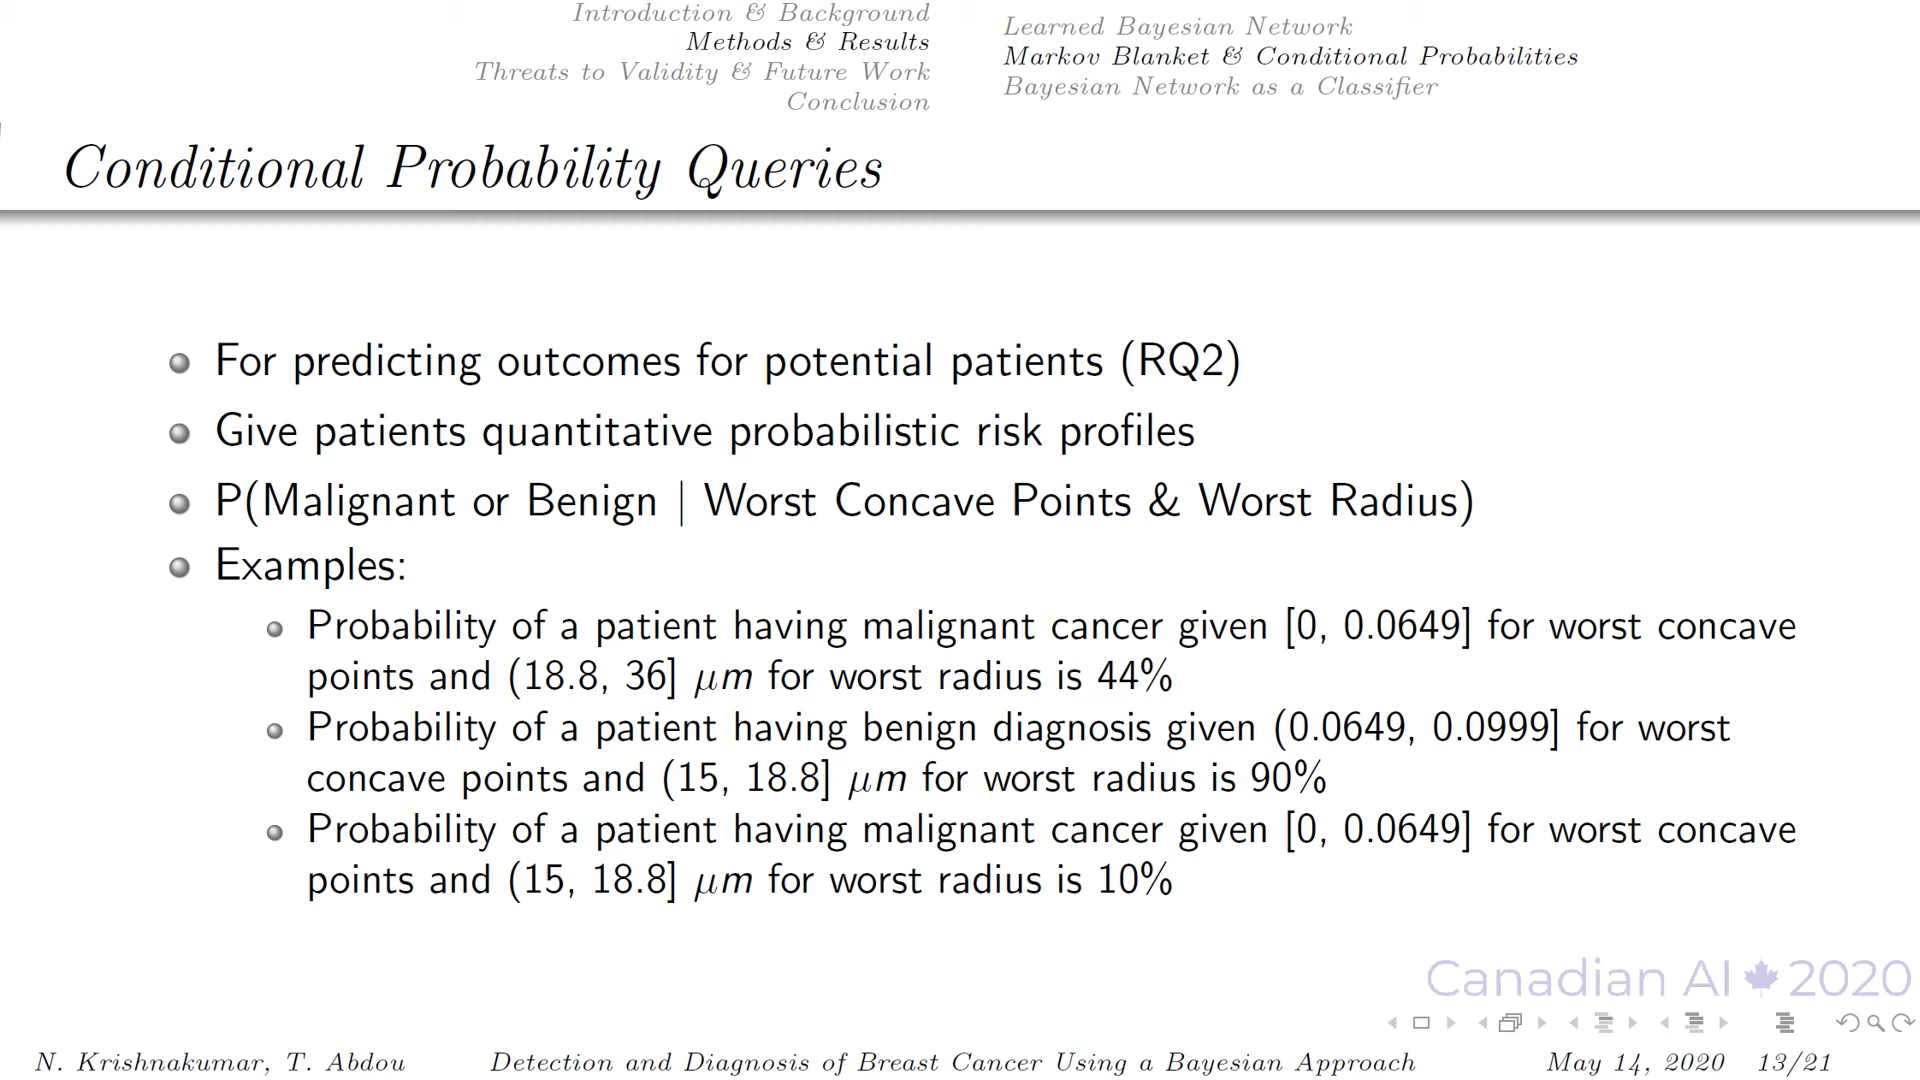 Introduction & Background
Methods & Results
Threats to Validity & Future Work
Conclusion
Learned Bayesian Network
Markov Blanket & Conditional Probabilities
Bayesian Network as a Classifier
Conditional Probability Queries
For predicting outcomes for potential patients (RQ2)
Give patients quantitative probabilistic risk profiles
P(Malignant or Benign | Worst Concave Points & Worst Radius)
Examples:
Probability of a patient having malignant cancer given [0, 0.0649] for worst concave
points and (18.8, 36] μm for worst radius is 44%
Probability of a patient having benign diagnosis given (0.0649, 0.0999] for worst
concave points and (15, 18.8] μm for worst radius is 90%
Probability of a patient having malignant cancer given [0, 0.0649] for worst concave
points and (15, 18.8] μm for worst radius is 10%
Canadian AI 2020
N. Krishnakumar, T. Abdou Detection and Diagnosis of Breast Cancer Using a Bayesian Approach May 14, 2020 13/21